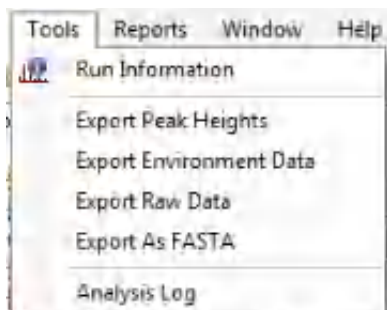 Tools Reports Window Help
Run Information
Export Peak Heights
Export Environment Data
Export Raw Data
Export As FASTA
Analysis Log